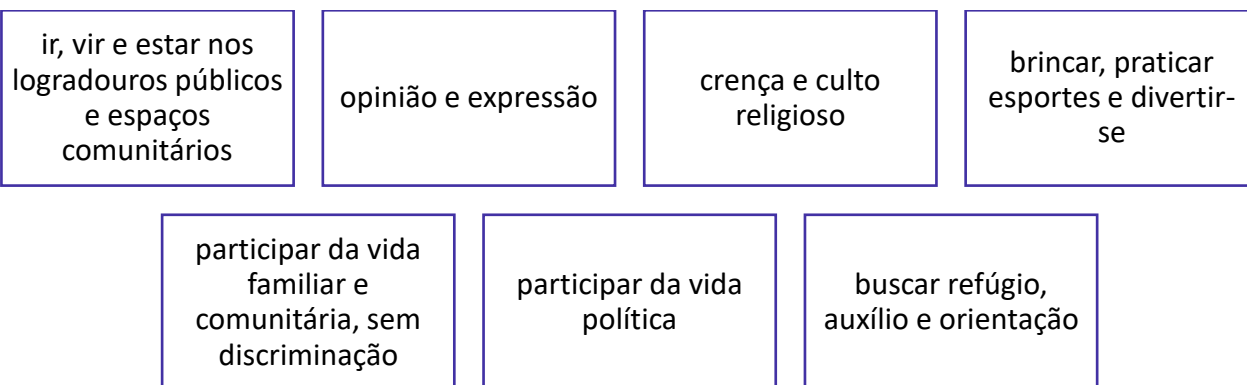 ir, vir e estar nos
logradouros públicos
e espaços
comunitários
opinião e expressão
crença e culto
religioso
brincar, praticar
esportes e divertir-
se
participar da vida
familiar e
comunitária, sem
discriminação
participar da vida
política
buscar refúgio,
auxílio e orientação